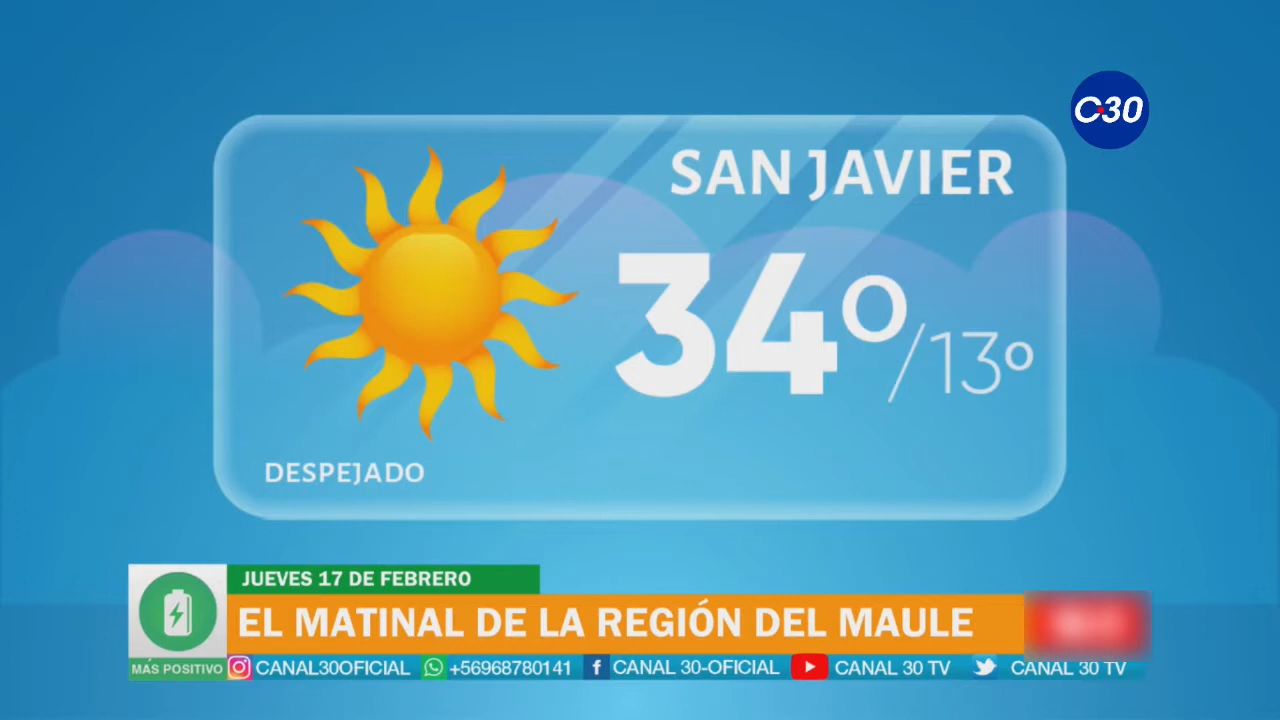 C·30
SAN JAVIER
34º/13º
DESPEJADO
JUEVES 17 DE FEBRERO
EL MATINAL DE LA REGIÓN DEL MAULE
MÁS POSITIVO
CANAL30OFICIAL +56968780141 CANAL 30-OFICIAL CANAL 30 TV CANAL 30 TV